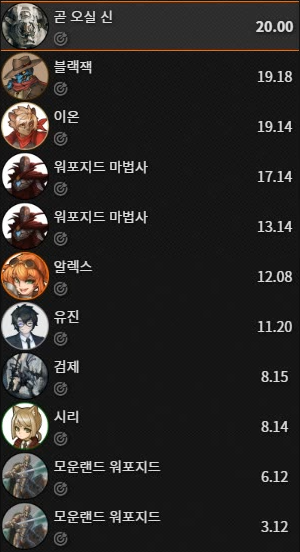 곧 오실 신
20.00
블랙잭
19.18
이온
19.14
워포지드 마법사
17.14
워포지드 마법사
13.14
알렉스
12.08
유진
11.20
검제
8.15
시리
8.14
모운랜드 워포지드
6.12
모운랜드 워포지드
3.12